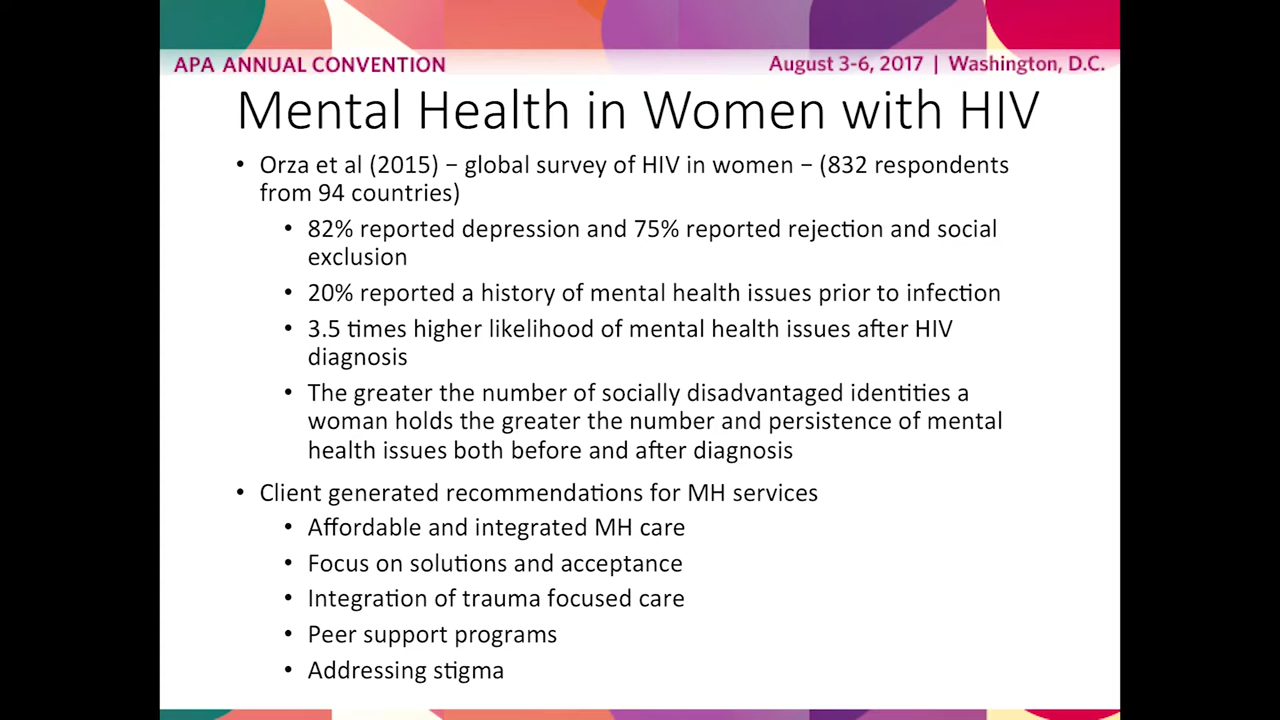 APA ANNUAL CONVENTION
August 3-6, 2017 | Washington, D.C.
Mental Health in Women with HIV
• Orza et al (2015) – global survey of HIV in women – (832 respondents
from 94 countries)
• 82% reported depression and 75% reported rejection and social
exclusion
• 20% reported a history of mental health issues prior to infection
• 3.5 times higher likelihood of mental health issues after HIV
diagnosis
• The greater the number of socially disadvantaged identities a
woman holds the greater the number and persistence of mental
health issues both before and after diagnosis
• Client generated recommendations for MH services
• Affordable and integrated MH care
• Focus on solutions and acceptance
• Integration of trauma focused care
• Peer support programs
• Addressing stigma